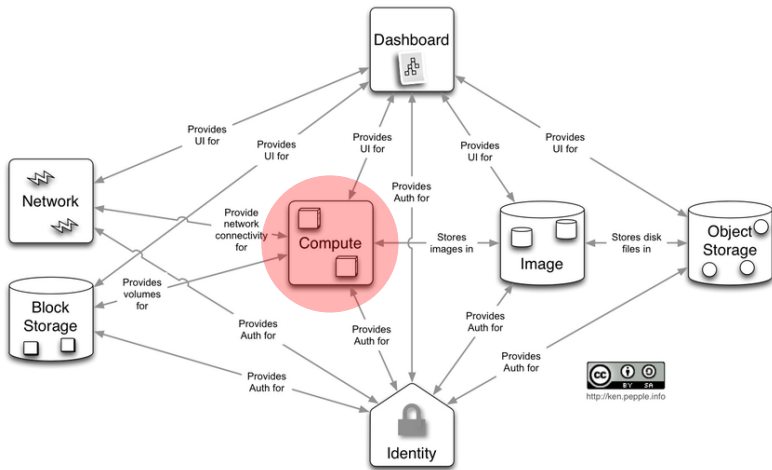 Dashboard
Provides
UI for
Provides
UI for
Provides
UI for
Provides
UI for
Provides
UI for
Provides
Auth for
Network
Provide
network
connectivity
for
Compute
Stores
images in
Image
Stores disk
files in
Object
Storage
Provides
volumes
for
Block
Storage
Provides
Auth for
Provides
Auth for
Provides
Auth for
Provides
Auth for
Provides
Auth for
cc
BY SA
http://ken.pepple.info
Identity